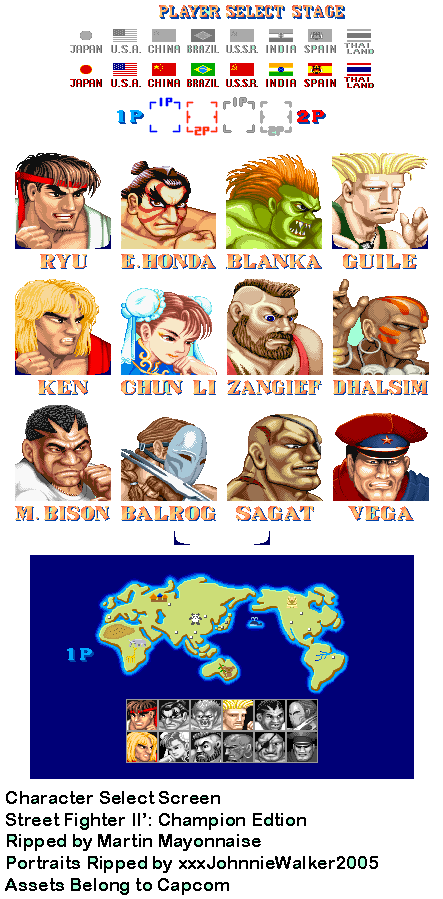 PLAYER SELECT STAGE
JAPAN U.S.A. CHINA BRAZIL U.S.S.R. INDIA SPAIN THAI LAND
JAPAN U.S.A. CHINA BRAZIL U.S.S.R. INDIA SPAIN THAI LAND
1P 1P 2P 1P 2P 2P
RYU E.HONDA BLANKA GUILE
KEN CHUN LI ZANGIEF DHALSIM
M.BISON BALROG SAGAT VEGA
1P
Character Select Screen
Street Fighter II': Champion Edtion
Ripped by Martin Mayonnaise
Portraits Ripped by xxxJohnnieWalker2005
Assets Belong to Capcom